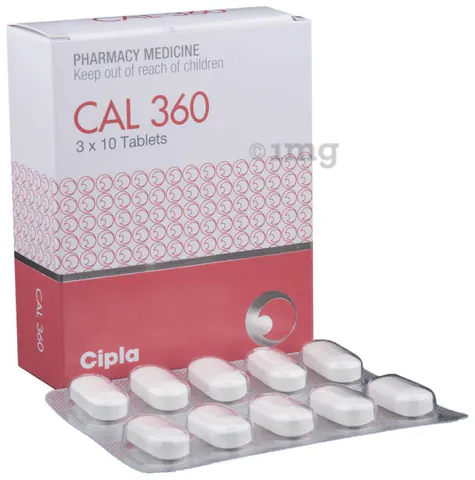 PHARMACY MEDICINE
Keep out of reach of children
CAL 360
3 x 10 Tablets
©1mg
CAL 360
Cipla